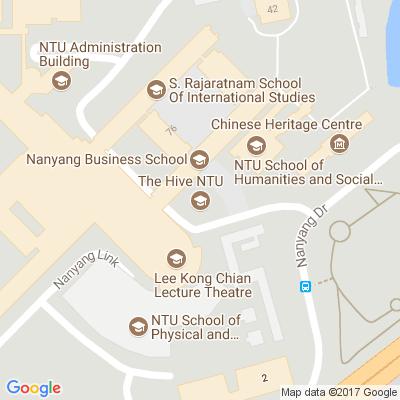 42
NTU Administration
Building
S. Rajaratnam School
Of International Studies
76
Chinese Heritage Centre
Nanyang Business School
NTU School of
Humanities and Social...
The Hive NTU
Nanyang Dr
Nanyang Link
Lee Kong Chian
Lecture Theatre
NTU School of
Physical and...
2
Google
Map data ©2017 Google